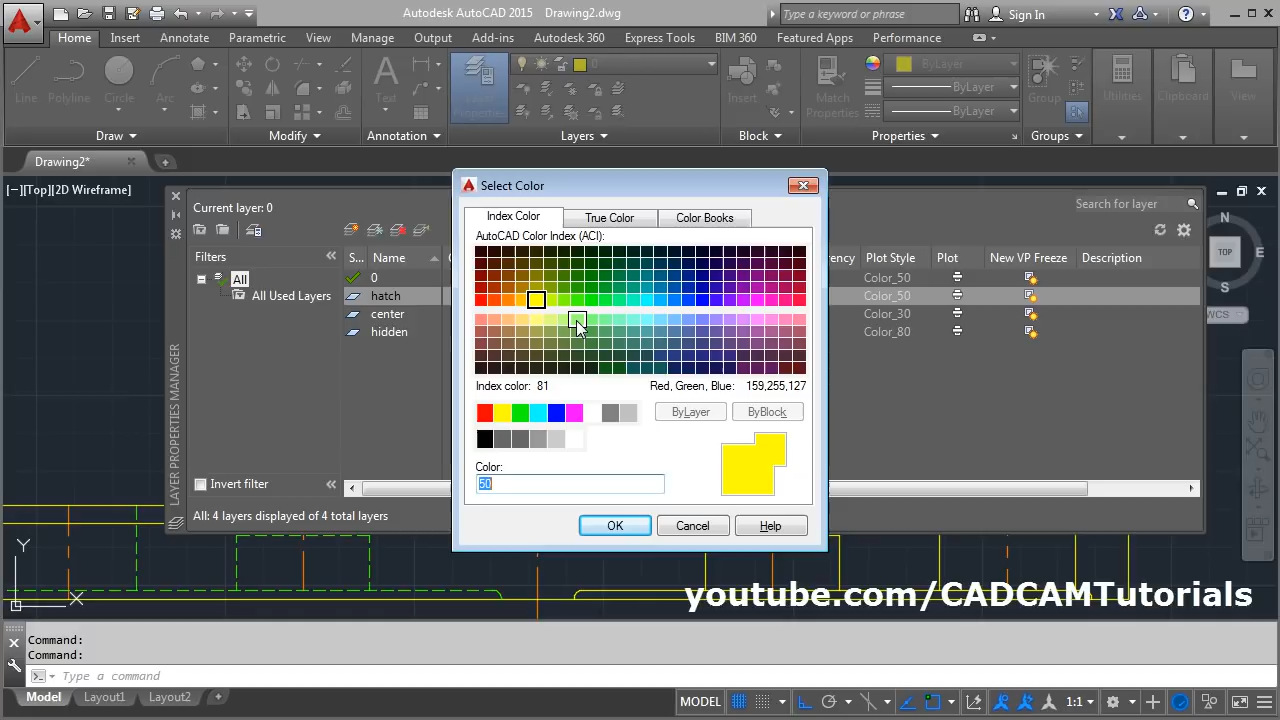 Autodesk AutoCAD 2015 Drawing2.dwg
Type a keyword or phrase
Sign In
Home Insert Annotate Parametric View Manage Output Add-ins Autodesk 360 Express Tools BIM 360 Featured Apps Performance
Line Polyline Circle Arc
Text
Layer Properties
0
Insert
Match Properties
ByLayer
ByLayer
ByLayer
Group
Utilities
Clipboard
View
Draw Modify Annotation Layers Block Properties Groups
Drawing2*
[−][Top][2D Wireframe]
LAYER PROPERTIES MANAGER
Current layer: 0
Search for layer
Filters
All
All Used Layers
Invert filter
All: 4 layers displayed of 4 total layers
S.. Name
Plot Style Plot New VP Freeze Description
0 Color_50
hatch Color_50
center Color_30
hidden Color_80
Select Color
Index Color True Color Color Books
AutoCAD Color Index (ACI):
Index color: 81 Red, Green, Blue: 159,255,127
ByLayer ByBlock
Color:
50
OK Cancel Help
N
TOP
S
WCS
Y
X
youtube.com/CADCAMTutorials
Command:
Command:
Type a command
Model Layout1 Layout2
MODEL
1:1